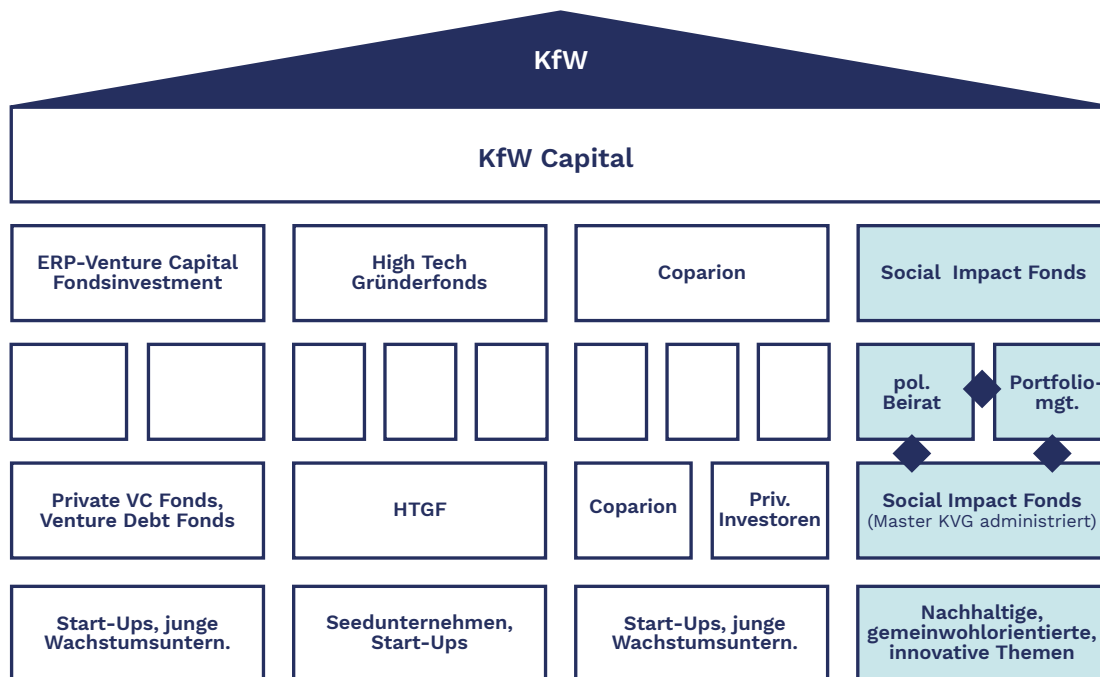 KfW
KfW Capital
ERP-Venture Capital
Fondsinvestment
High Tech
Gründerfonds
Coparion
Social Impact Fonds
pol.
Beirat
Portfolio-
mgt.
Private VC Fonds,
Venture Debt Fonds
HTGF
Coparion
Priv.
Investoren
Social Impact Fonds
(Master KVG administriert)
Start-Ups, junge
Wachstumsuntern.
Seedunternehmen,
Start-Ups
Start-Ups, junge
Wachstumsuntern.
Nachhaltige,
gemeinwohlorientierte,
innovative Themen